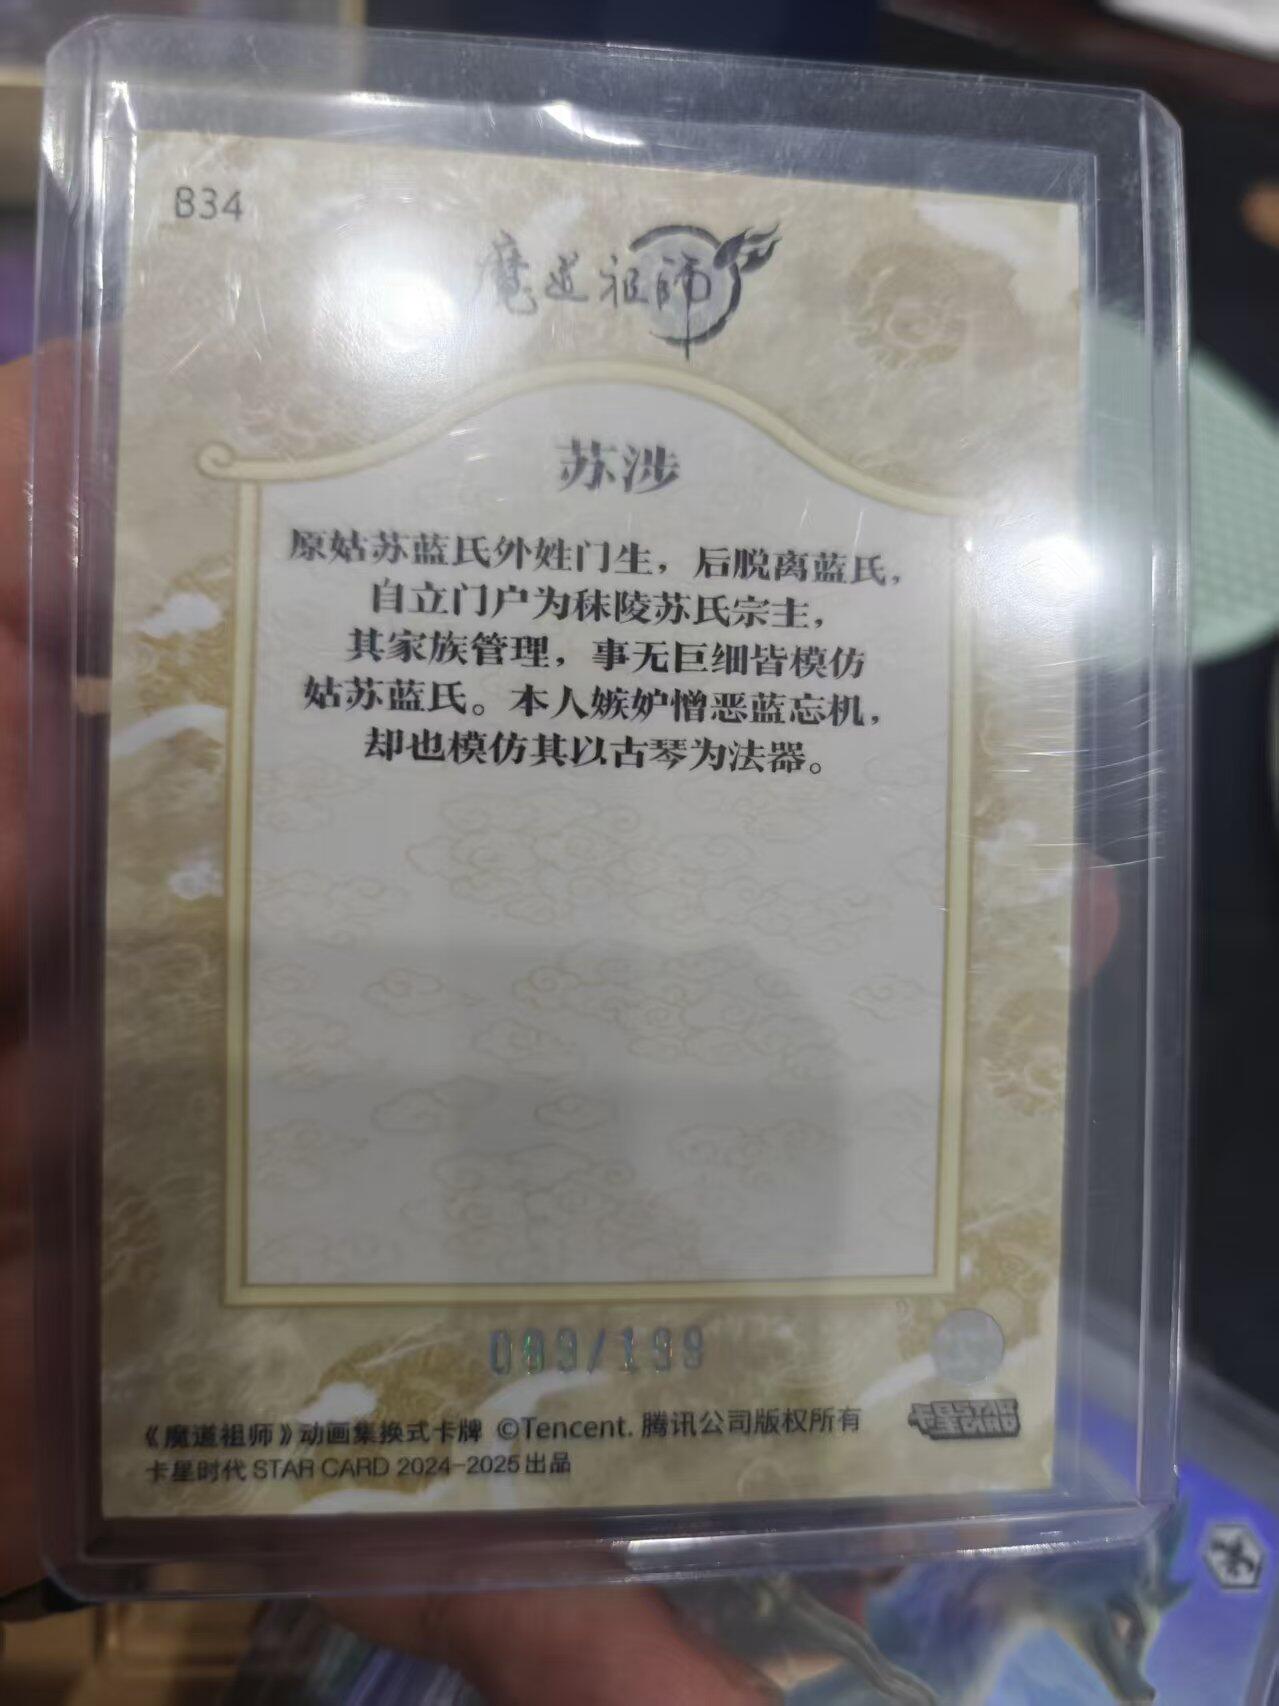 B34
魔道祖师
苏涉
原姑苏蓝氏外姓门生，后脱离蓝氏，
自立门户为秣陵苏氏宗主，
其家族管理，事无巨细皆模仿
姑苏蓝氏。本人嫉妒憎恶蓝忘机，
却也模仿其以古琴为法器。
《魔道祖师》动画集换式卡牌 ©Tencent. 腾讯公司版权所有
卡星时代 STAR CARD 2024-2025出品